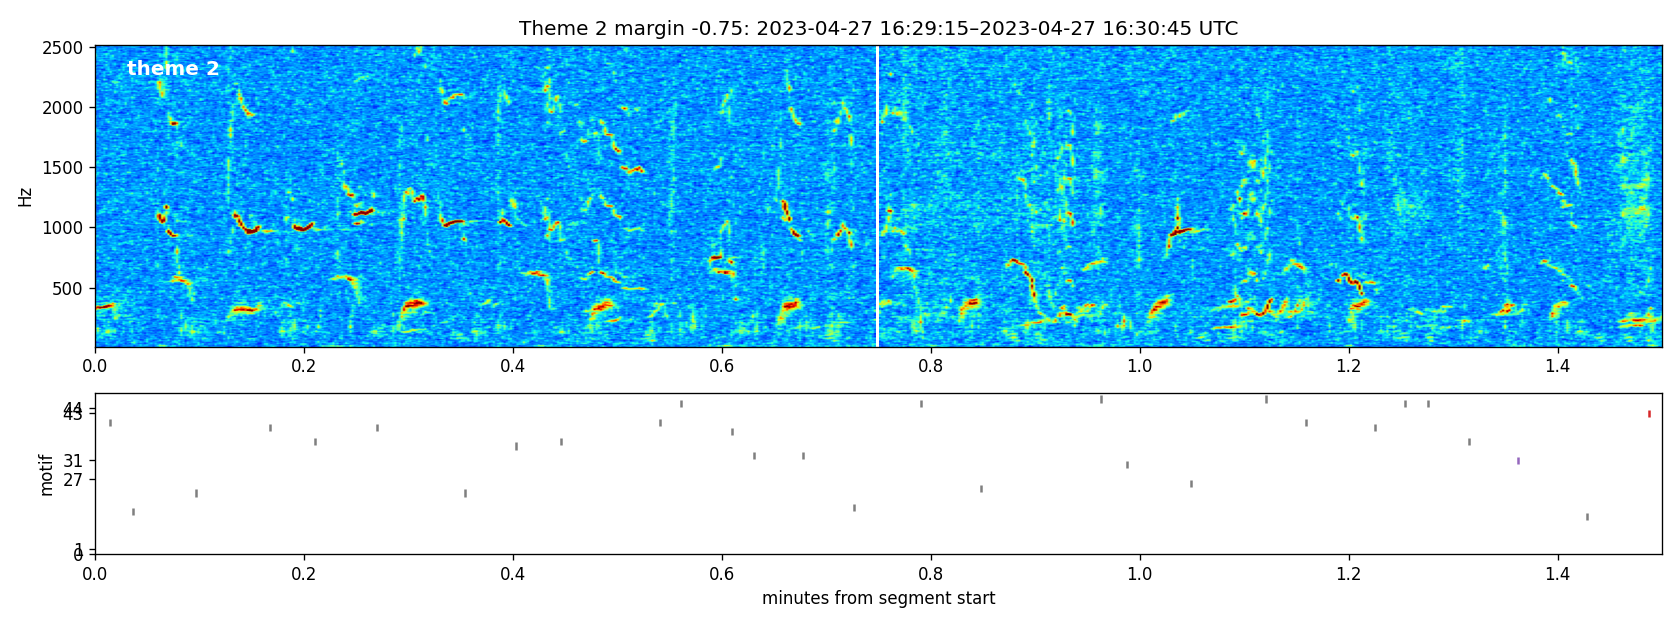 Theme 2 margin -0.75: 2023-04-27 16:29:15–2023-04-27 16:30:45 UTC
theme 2
2500
2000
1500
1000
500
Hz
0.0 0.2 0.4 0.6 0.8 1.0 1.2 1.4
44
43
31
27
1
0
motif
0.0 0.2 0.4 0.6 0.8 1.0 1.2 1.4
minutes from segment start